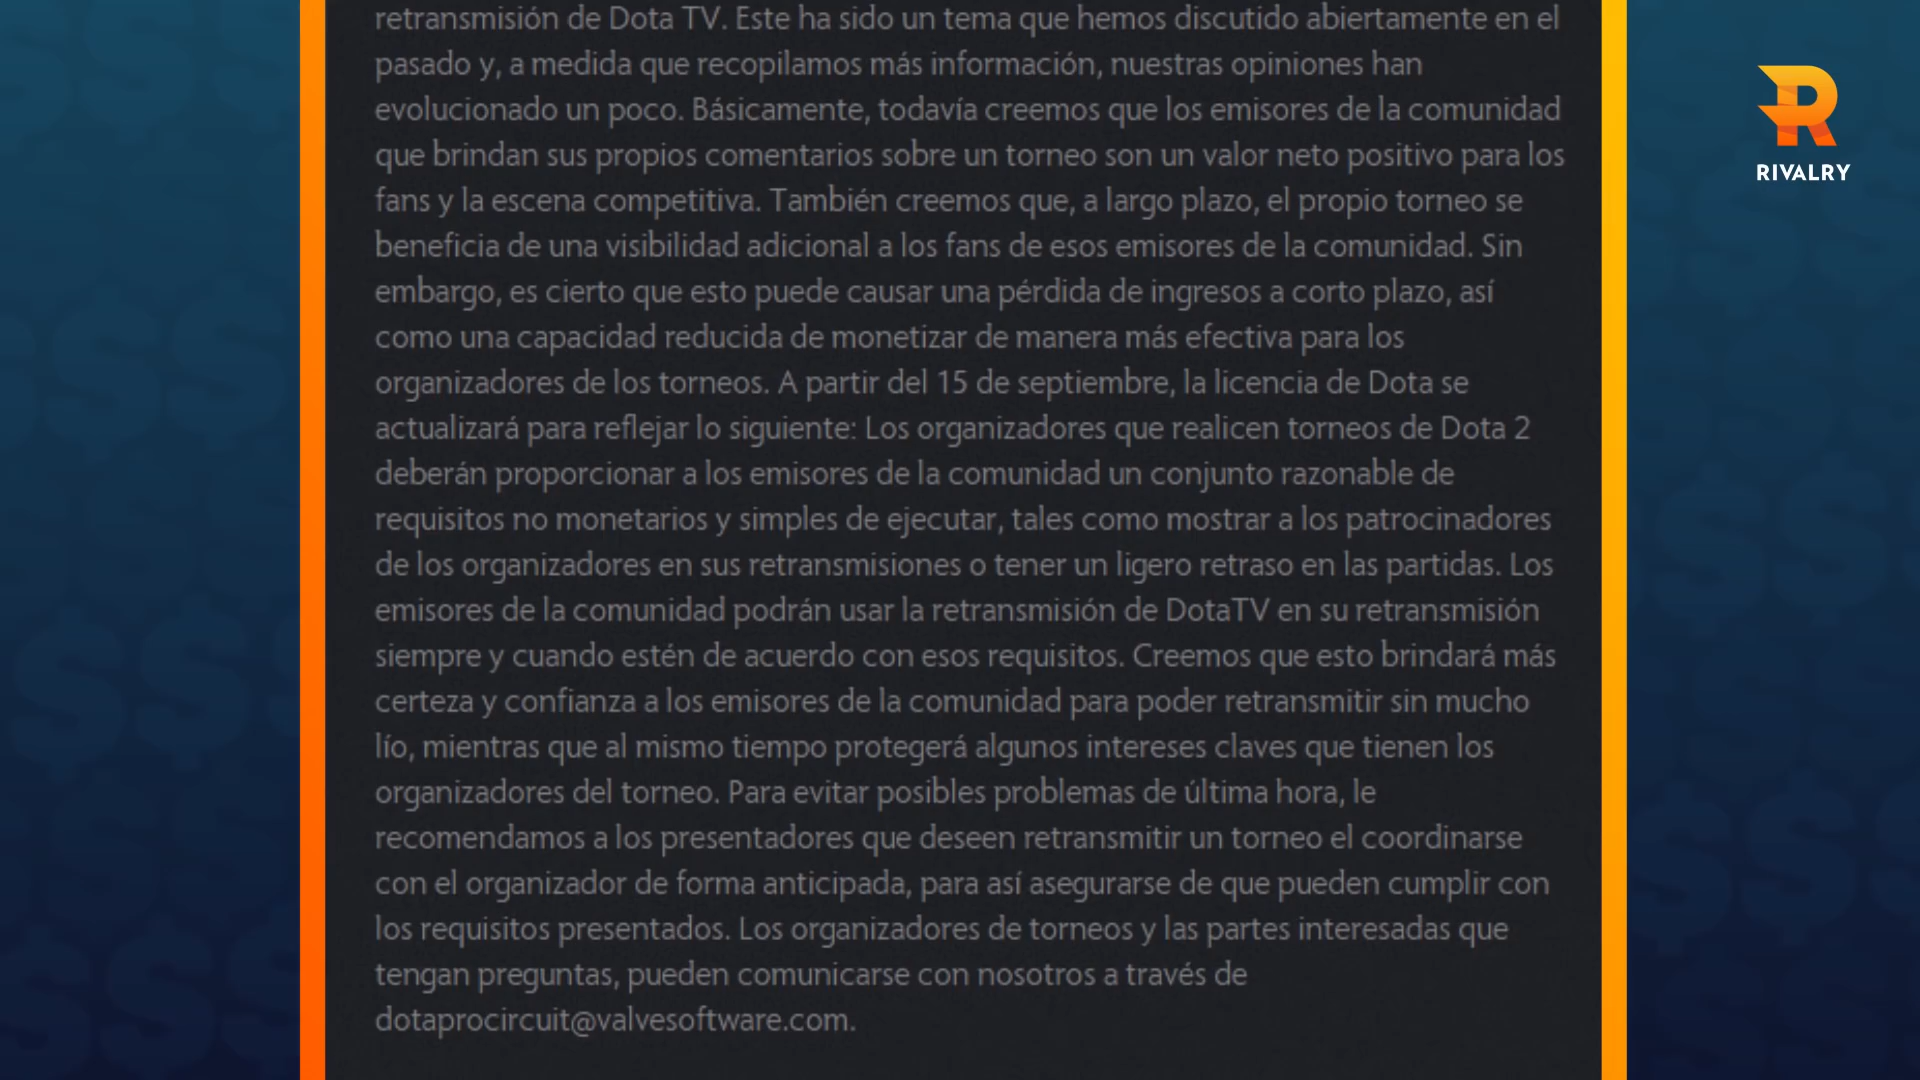 retransmisión de Dota TV. Este ha sido un tema que hemos discutido abiertamente en el
pasado y, a medida que recopilamos más información, nuestras opiniones han
evolucionado un poco. Básicamente, todavía creemos que los emisores de la comunidad
que brindan sus propios comentarios sobre un torneo son un valor neto positivo para los
fans y la escena competitiva. También creemos que, a largo plazo, el propio torneo se
beneficia de una visibilidad adicional a los fans de esos emisores de la comunidad. Sin
embargo, es cierto que esto puede causar una pérdida de ingresos a corto plazo, así
como una capacidad reducida de monetizar de manera más efectiva para los
organizadores de los torneos. A partir del 15 de septiembre, la licencia de Dota se
actualizará para reflejar lo siguiente: Los organizadores que realicen torneos de Dota 2
deberán proporcionar a los emisores de la comunidad un conjunto razonable de
requisitos no monetarios y simples de ejecutar, tales como mostrar a los patrocinadores
de los organizadores en sus retransmisiones o tener un ligero retraso en las partidas. Los
emisores de la comunidad podrán usar la retransmisión de DotaTV en su retransmisión
siempre y cuando estén de acuerdo con esos requisitos. Creemos que esto brindará más
certeza y confianza a los emisores de la comunidad para poder retransmitir sin mucho
lío, mientras que al mismo tiempo protegerá algunos intereses claves que tienen los
organizadores del torneo. Para evitar posibles problemas de última hora, le
recomendamos a los presentadores que deseen retransmitir un torneo el coordinarse
con el organizador de forma anticipada, para así asegurarse de que pueden cumplir con
los requisitos presentados. Los organizadores de torneos y las partes interesadas que
tengan preguntas, pueden comunicarse con nosotros a través de
dotaprocircuit@valvesoftware.com.
RIVALRY